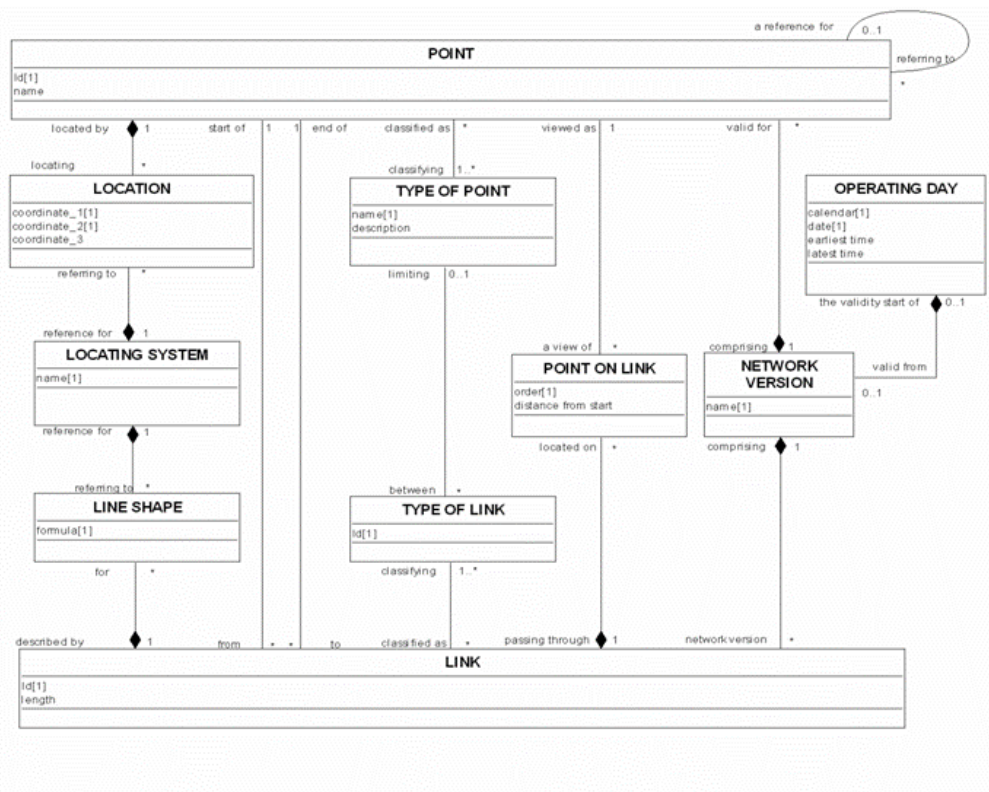 a reference for 0..1
POINT
referring to
Id[1]
name
*
located by 1 start of 1 1 end of classified as * viewed as 1 valid for *
locating * classifying 1..*
LOCATION TYPE OF POINT OPERATING DAY
coordinate_1[1] name[1] calendar[1]
coordinate_2[1] description date[1]
coordinate_3 earliest time
latest time
referring to * limiting 0..1
the validity start of 0..1
reference for 1 a view of * comprising 1
LOCATING SYSTEM POINT ON LINK NETWORK
VERSION valid from
name[1] order[1] 0..1
distance from start name[1]
reference for 1 located on * comprising 1
referring to * between *
LINE SHAPE TYPE OF LINK
formula[1] Id[1]
for * classifying 1..*
described by 1 from * * to classified as * passing through 1 network version *
LINK
Id[1]
length